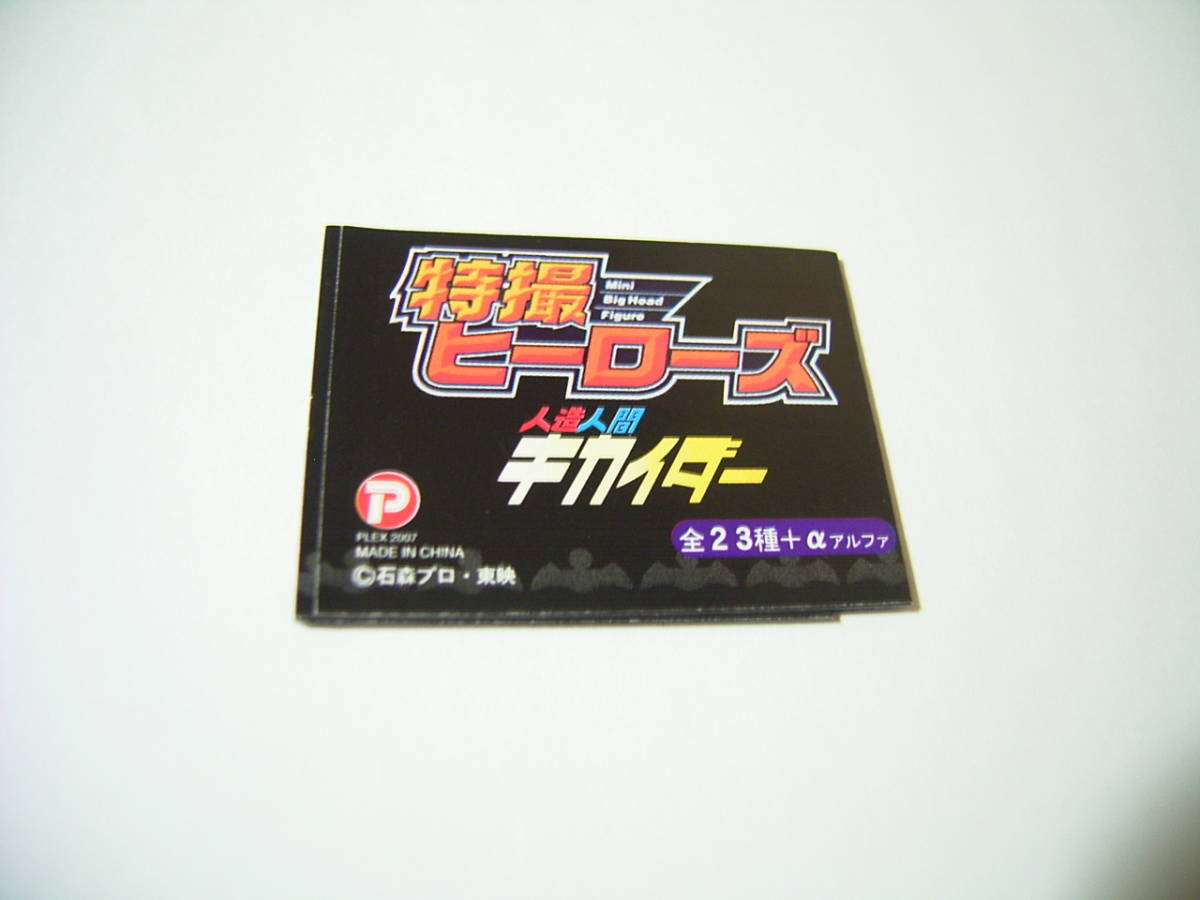 特撮
Mini
Big Head
Figure
ヒーローズ
人造人間
キカイダー
P
全23種+αアルファ
PLEX 2007
MADE IN CHINA
©石森プロ・東映